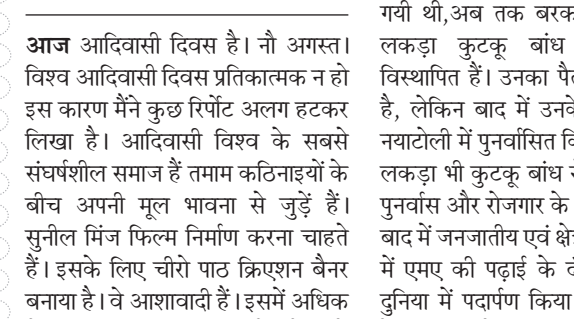 आज आदिवासी दिवस है। नौ अगस्त।
विश्व आदिवासी दिवस प्रतिकात्मक न हो
इस कारण मैंने कुछ रिर्पोट अलग हटकर
लिखा है। आदिवासी विश्व के सबसे
संघर्षशील समाज हैं तमाम कठिनाइयों के
बीच अपनी मूल भावना से जुड़ें हैं।
सुनील मिंज फिल्म निर्माण करना चाहते
हैं। इसके लिए चीरो पाठ क्रिएशन बैनर
बनाया है। वे आशावादी हैं। इसमें अधिक
गयी थी,अब तक
लकड़ा कुटकू बांध
विस्थापित हैं। उनका
है, लेकिन बाद में
नयाटोली में पुनर्वासित
लकड़ा भी कुटकू बांध
पुनर्वास और रोजगार के
बाद में जनजातीय एवं
में एमए की पढ़ाई के
दुनिया में पदार्पण किया